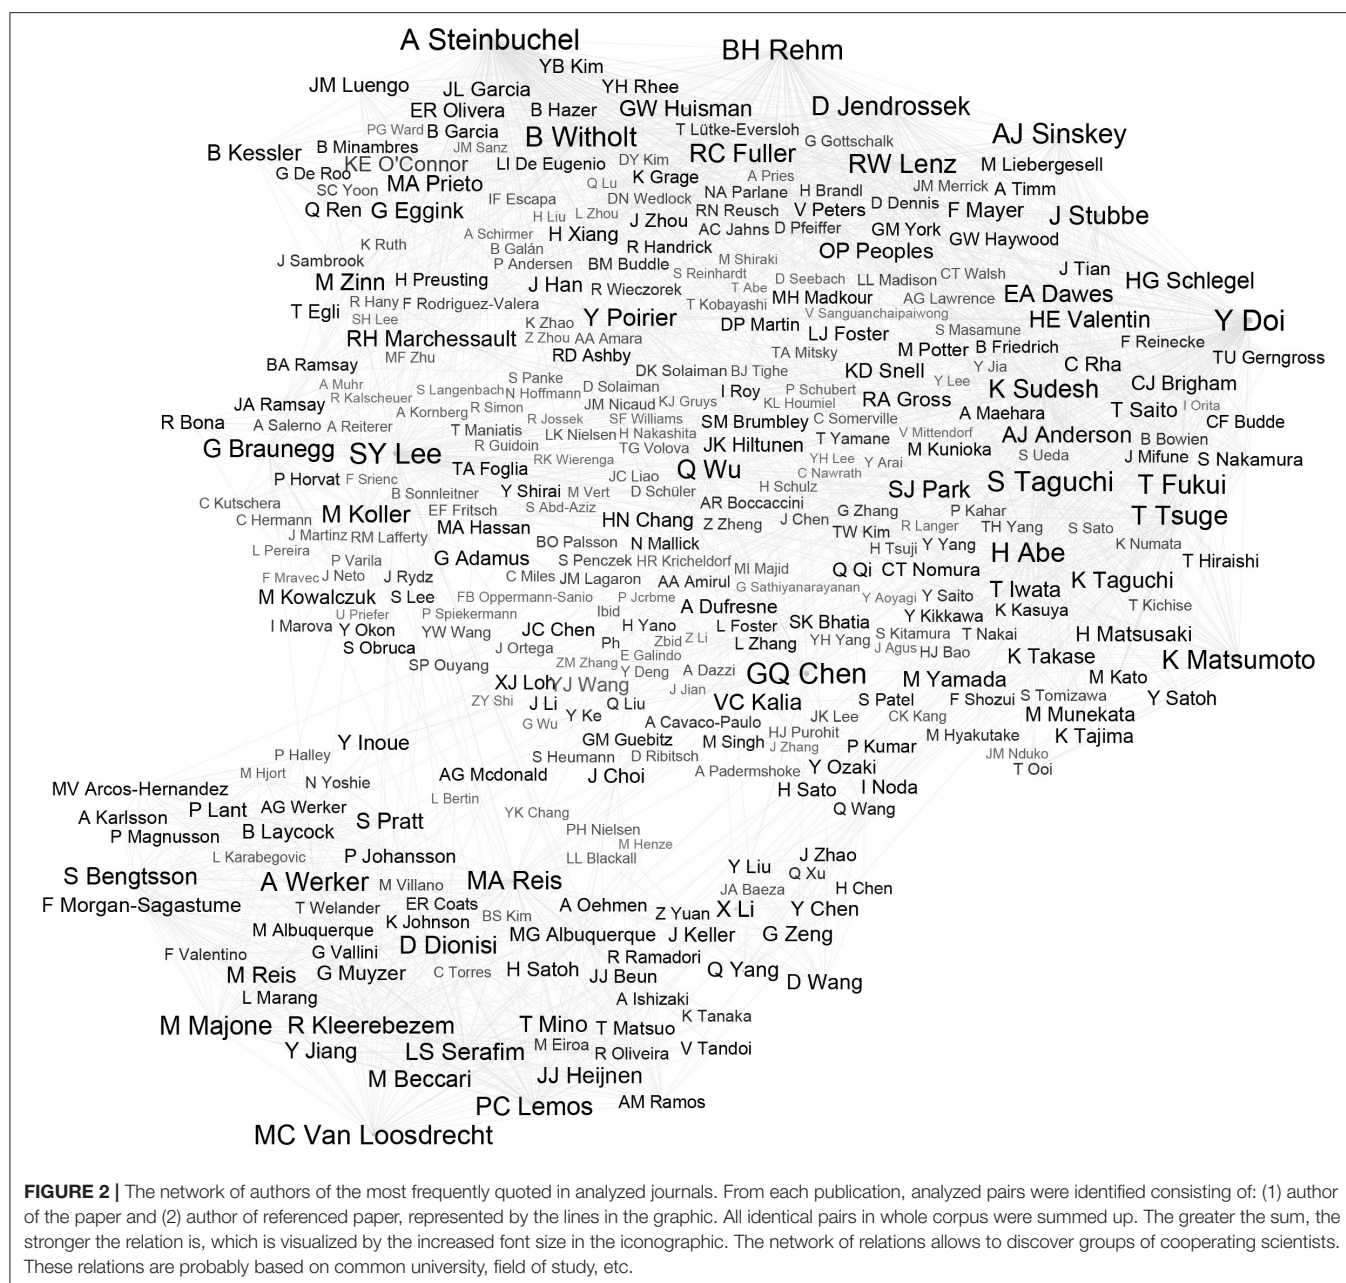 A Steinbuchel
BH Rehm
YB Kim
JM Luengo JL Garcia YH Rhee
ER Olivera B Hazer GW Huisman D Jendrossek
PG Ward B Garcia B Witholt T Lütke-Eversloh G Gottschalk AJ Sinskey
B Kessler B Minambres JM Sanz RC Fuller RW Lenz M Liebergesell
G De Roo KE O'Connor LI De Eugenio DY Kim
SC Yoon MA Prieto Q Lu K Grage A Pries JM Merrick A Timm
IF Escapa DN Wedlock NA Parlane H Brandl D Dennis
Q Ren G Eggink H Liu L Zhou J Zhou RN Reusch V Peters F Mayer J Stubbe
A Schirmer H Xiang AC Jahns D Pfeiffer GM York GW Haywood
K Ruth B Galán R Handrick OP Peoples
J Sambrook P Andersen BM Buddle M Shiraki
M Zinn H Preusting J Han R Wieczorek S Reinhardt D Seebach LL Madison CT Walsh J Tian HG Schlegel
T Abe MH Madkour AG Lawrence EA Dawes
R Hany F Rodriguez-Valera T Kobayashi
T Egli SH Lee K Zhao Y Poirier DP Martin V Sanguanchaipaiwong HE Valentin Y Doi
RH Marchessault Z Zhou AA Amara LJ Foster S Masamune F Reinecke
MF Zhu RD Ashby TA Mitsky M Potter B Friedrich TU Gerngross
BA Ramsay DK Solaiman BJ Tighe KD Snell Y Jia C Rha
A Muhr S Langenbach S Panke N Hoffmann D Solaiman I Roy P Schubert Y Lee K Sudesh CJ Brigham
JA Ramsay R Kalscheuer R Simon JM Nicaud KJ Gruys KL Houmiel RA Gross T Saito I Orita
R Bona A Salerno A Reiterer A Kornberg R Jossek SF Williams SM Brumbley C Somerville A Maehara CF Budde
G Braunegg SY Lee T Maniatis LK Nielsen H Nakashita JK Hiltunen T Yamane V Mittendorf AJ Anderson B Bowien
R Guidoin TG Volova M Kunioka S Ueda J Mifune S Nakamura
P Horvat F Srienc TA Foglia RK Wierenga Q Wu YH Lee Y Arai
JC Liao C Nawrath S Taguchi T Fukui
C Kutschera B Sonnleitner Y Shirai M Vert D Schüler H Schulz SJ Park
C Hermann M Koller EF Fritsch S Abd-Aziz AR Boccaccini G Zhang P Kahar T Tsuge
J Martinz RM Lafferty MA Hassan HN Chang Z Zheng J Chen TW Kim R Langer TH Yang S Sato
L Pereira P Varila G Adamus BO Palsson N Mallick H Tsuji Y Yang H Abe K Numata T Hiraishi
S Penczek HR Kricheldorf MI Majid
F Mravec J Neto J Rydz C Miles JM Lagaron AA Amirul G Sathiyanarayanan Q Qi CT Nomura T Iwata K Taguchi
M Kowalczuk S Lee FB Oppermann-Sanio P Jcrbme A Dufresne Y Aoyagi Y Saito K Kasuya T Kichise
U Priefer P Spiekermann Ibid Y Kikkawa
I Marova Y Okon YW Wang JC Chen H Yano L Foster SK Bhatia S Kitamura T Nakai H Matsusaki
S Obruca J Ortega Ph Zbid Z Li L Zhang YH Yang J Agus HJ Bao K Takase K Matsumoto
SP Ouyang ZM Zhang E Galindo Y Deng A Dazzi GQ Chen M Yamada M Kato
XJ Loh YJ Wang J Jian
ZY Shi J Li Q Liu VC Kalia S Patel F Shozui S Tomizawa Y Satoh
G Wu Y Ke A Cavaco-Paulo JK Lee CK Kang M Munekata
Y Inoue GM Guebitz M Singh HJ Purohit P Kumar M Hyakutake K Tajima
P Halley S Heumann D Ribitsch J Zhang JM Nduko
M Hjort N Yoshie AG Mcdonald J Choi A Padermshoke Y Ozaki T Ooi
MV Arcos-Hernandez L Bertin H Sato I Noda
A Karlsson P Lant AG Werker S Pratt YK Chang Q Wang
P Magnusson B Laycock PH Nielsen
L Karabegovic P Johansson M Henze LL Blackall J Zhao
S Bengtsson A Werker M Villano MA Reis Y Liu Q Xu
JA Baeza H Chen
F Morgan-Sagastume T Welander ER Coats BS Kim A Oehmen Z Yuan X Li Y Chen
M Albuquerque K Johnson MG Albuquerque J Keller G Zeng
F Valentino G Vallini D Dionisi R Ramadori
M Reis G Muyzer C Torres H Satoh JJ Beun Q Yang D Wang
L Marang A Ishizaki
M Majone R Kleerebezem T Mino T Matsuo K Tanaka
Y Jiang LS Serafim M Eiroa R Oliveira V Tandoi
M Beccari JJ Heijnen
PC Lemos AM Ramos
MC Van Loosdrecht
FIGURE 2 | The network of authors of the most frequently quoted in analyzed journals. From each publication, analyzed pairs were identified consisting of: (1) author
of the paper and (2) author of referenced paper, represented by the lines in the graphic. All identical pairs in whole corpus were summed up. The greater the sum, the
stronger the relation is, which is visualized by the increased font size in the iconographic. The network of relations allows to discover groups of cooperating scientists.
These relations are probably based on common university, field of study, etc.